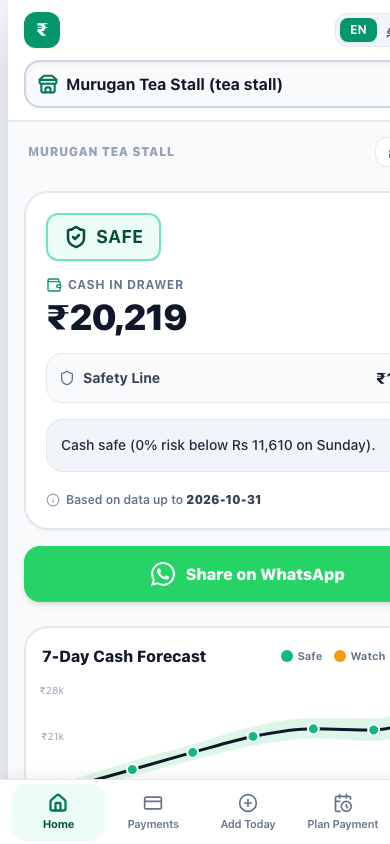 ₹
EN
Murugan Tea Stall (tea stall)
MURUGAN TEA STALL
SAFE
CASH IN DRAWER
₹20,219
Safety Line
Cash safe (0% risk below Rs 11,610 on Sunday).
Based on data up to 2026-10-31
Share on WhatsApp
7-Day Cash Forecast
Safe
Watch
₹28k
₹21k
Home
Payments
Add Today
Plan Payment